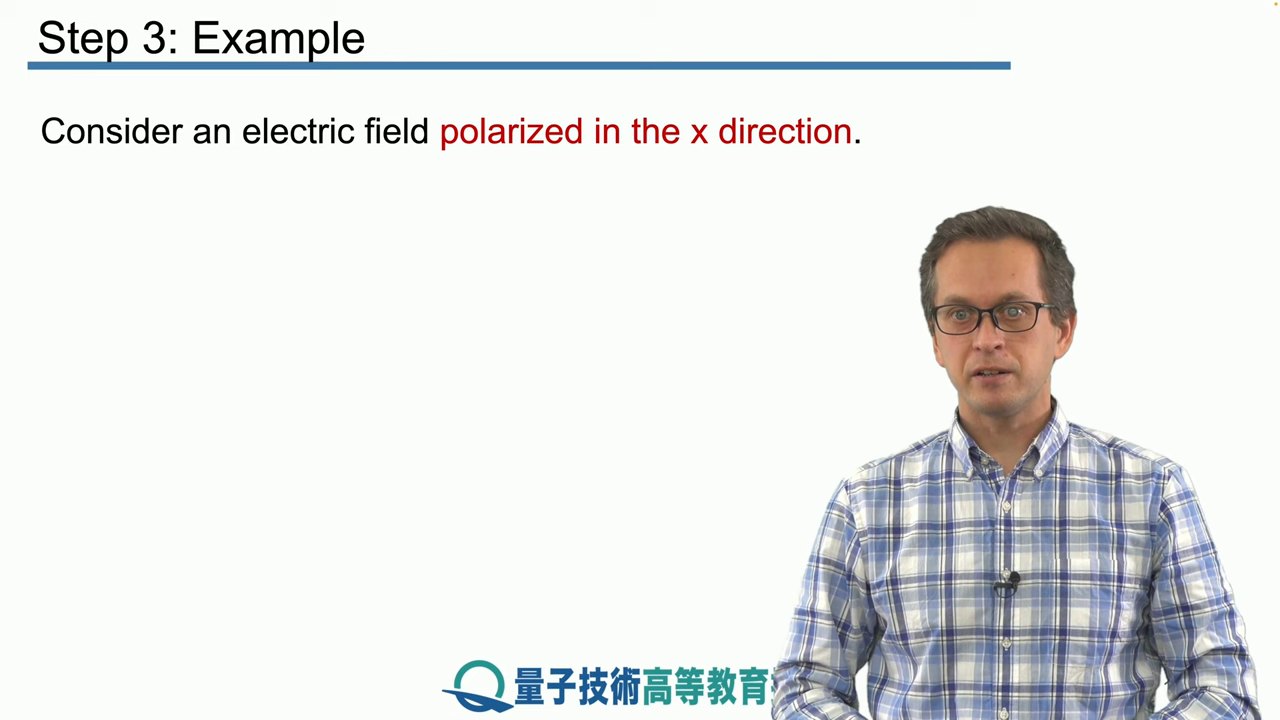 Step 3: Example
Consider an electric field polarized in the x direction.
量子技術高等教育